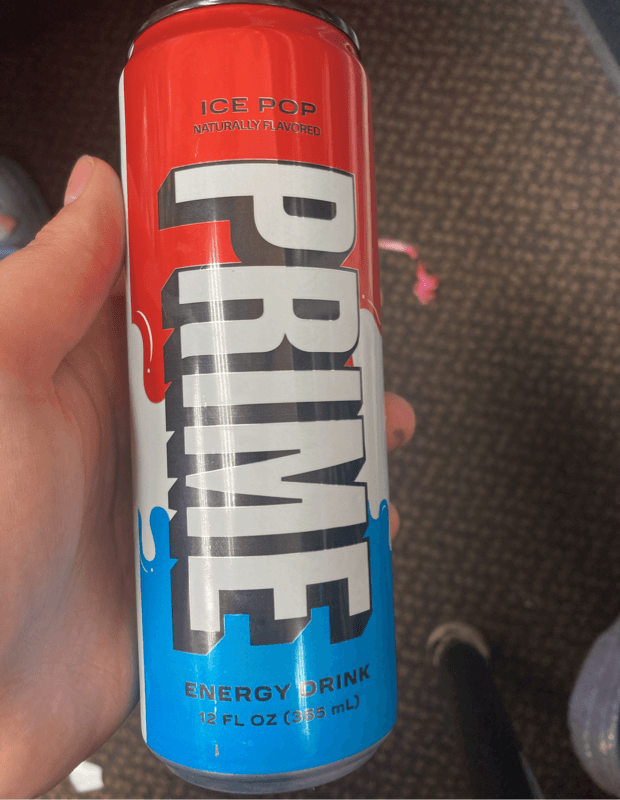 ICE POP
NATURALLY FLAVORED
PRIME
ENERGY DRINK
12 FL OZ (355 mL)